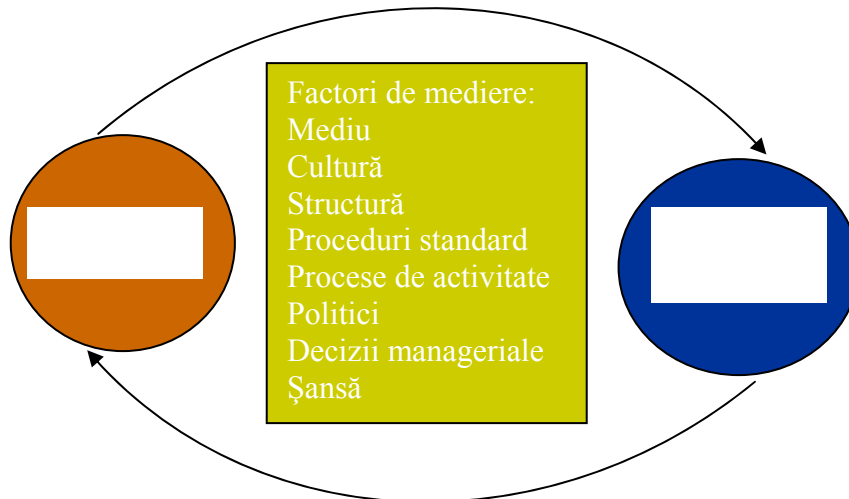 Factori de mediere:
Mediu
Cultură
Structură
Proceduri standard
Procese de activitate
Politici
Decizii manageriale
Şansă